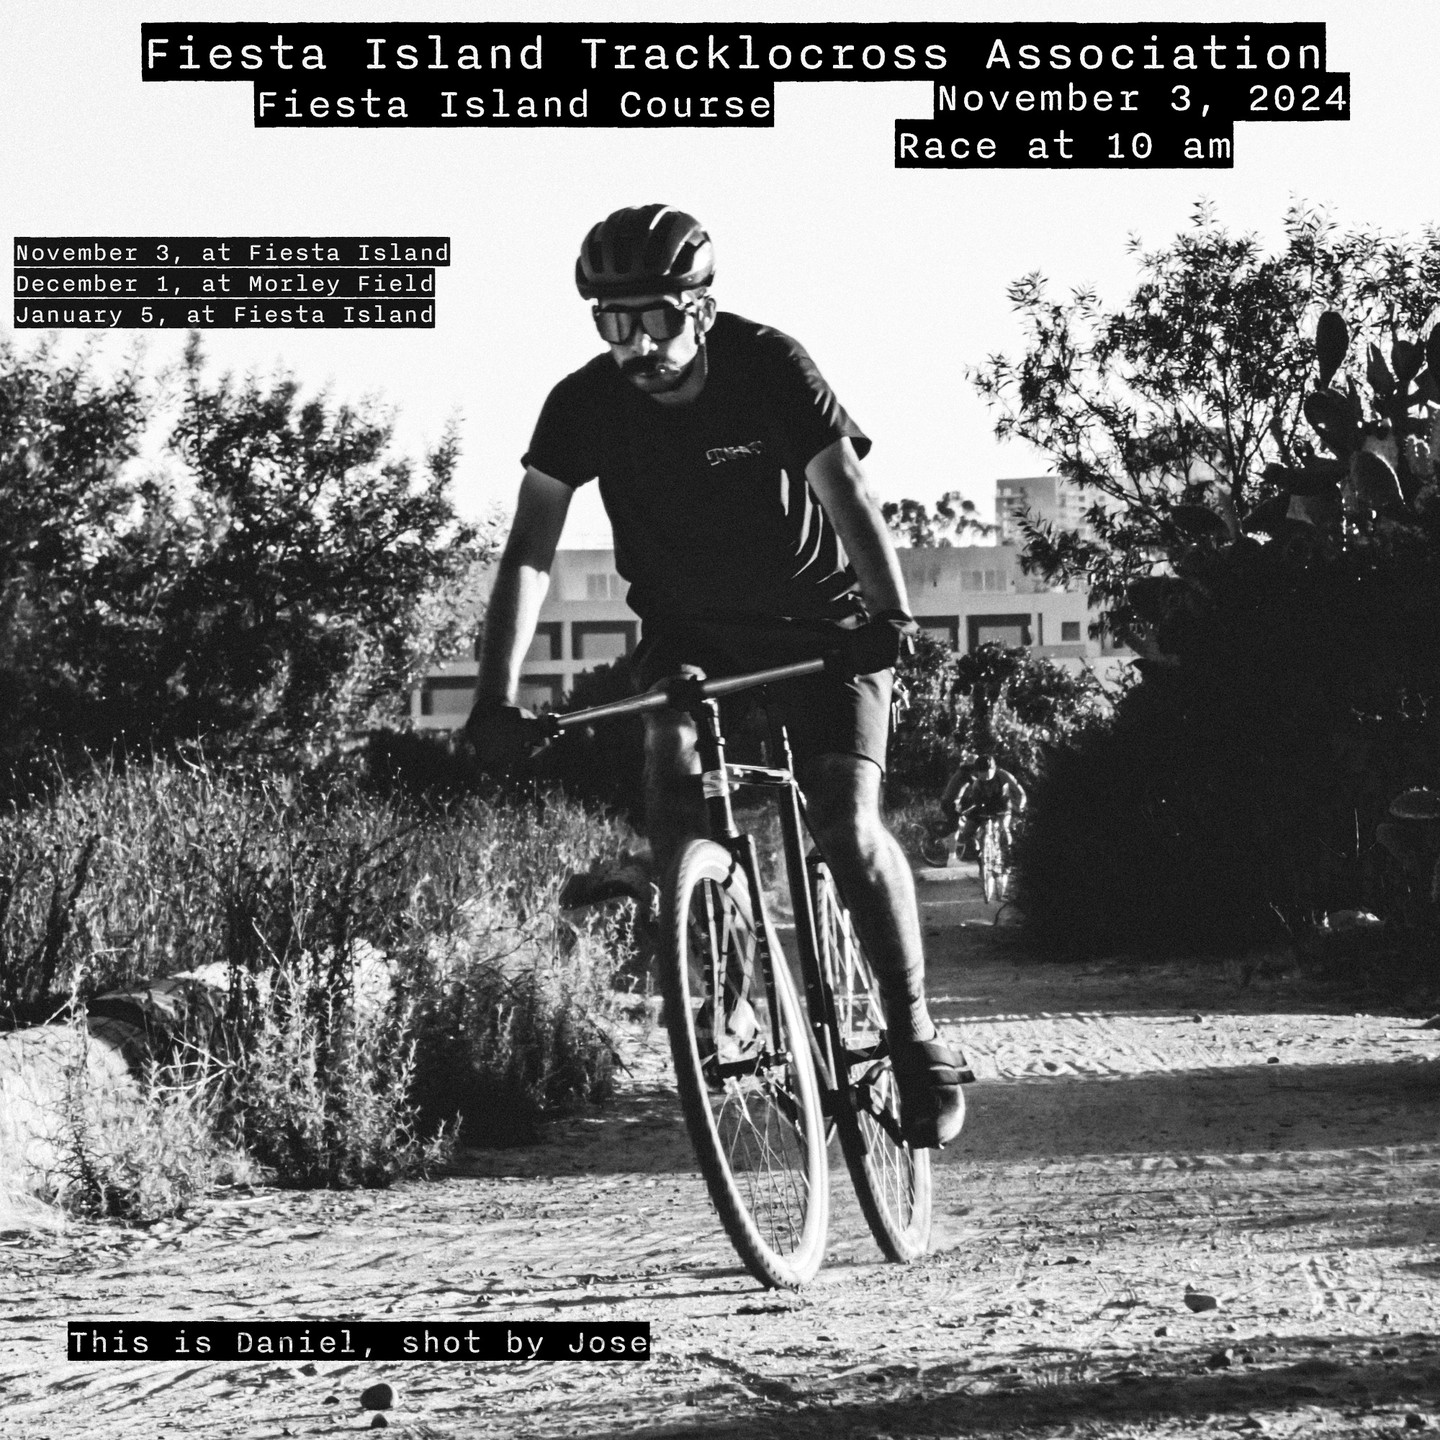 Fiesta Island Tracklocross Association
Fiesta Island Course
November 3, 2024
Race at 10 am
November 3, at Fiesta Island
December 1, at Morley Field
January 5, at Fiesta Island
This is Daniel, shot by Jose